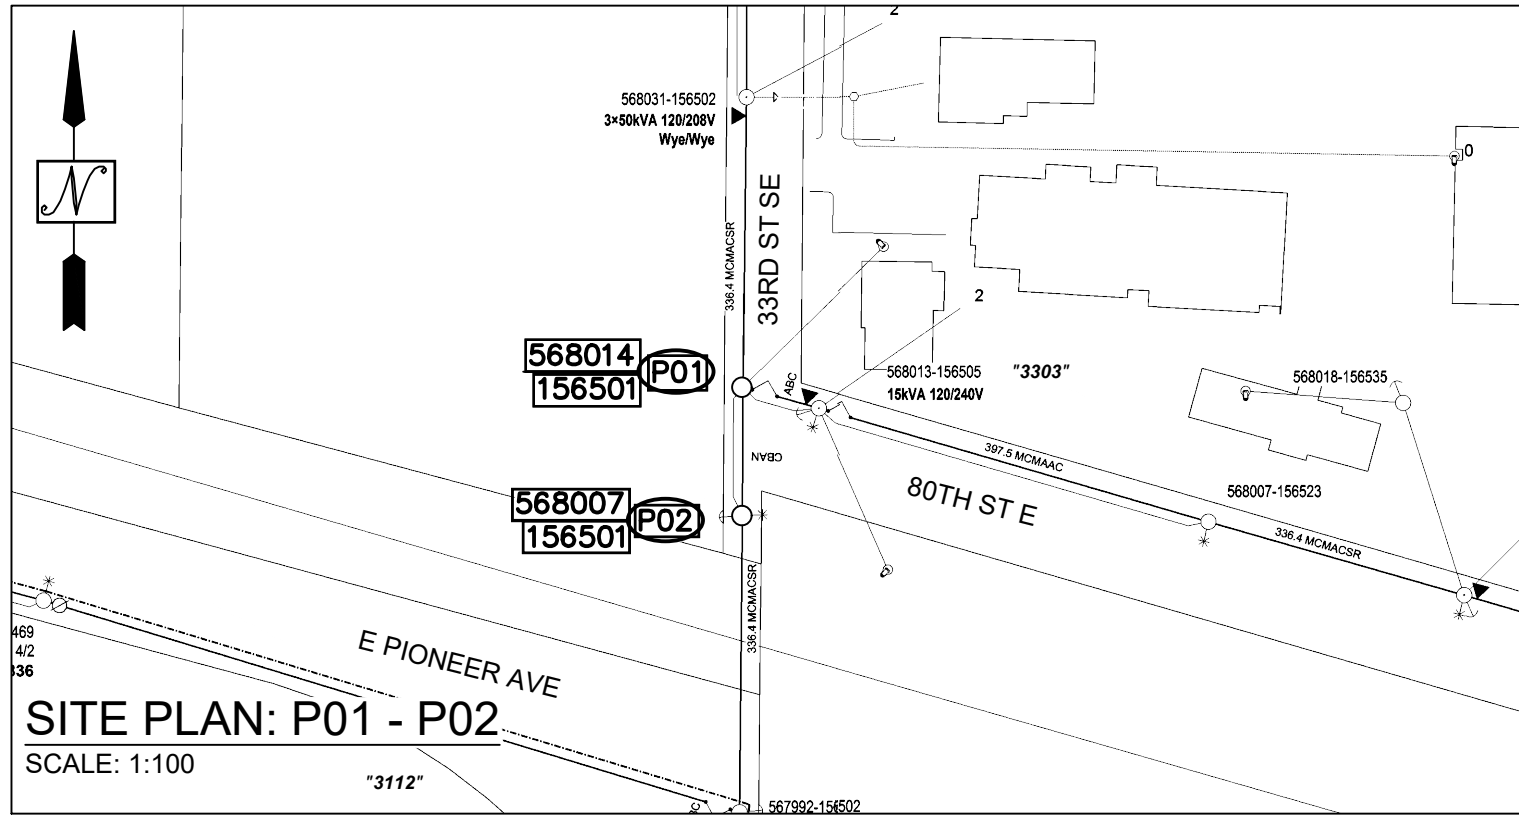 2
568031-156502
3×50kVA 120/208V
Wye/Wye
0
N
336.4 MCMACSR
33RD ST SE
2
568014
156501
P01
ABC
568013-156505
15kVA 120/240V
"3303"
568018-156535
397.5 MCMAAC
CBAN
568007-156523
80TH ST E
568007
156501
P02
336.4 MCMACSR
336.4 MCMACSR
469
4/2
336
E PIONEER AVE
SITE PLAN: P01 - P02
SCALE: 1:100
"3112"
567992-156502